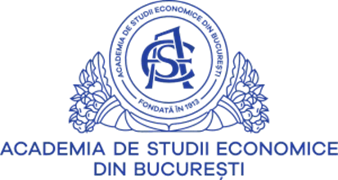 ACADEMIA DE STUDII ECONOMICE DIN BUCUREȘTI
ASE
FONDATĂ ÎN 1913
ACADEMIA DE STUDII ECONOMICE
DIN BUCUREȘTI